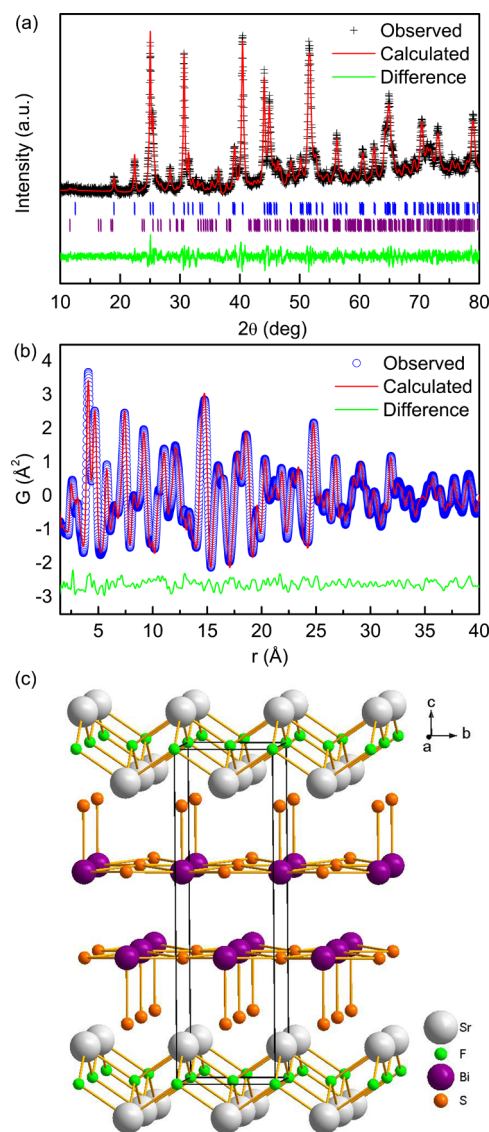 (a)
Observed
Calculated
Difference
Intensity (a.u.)
10 20 30 40 50 60 70 80
2θ (deg)
(b)
Observed
Calculated
Difference
4
3
2
1
0
-1
-2
-3
G (Å²)
5 10 15 20 25 30 35 40
r (Å)
(c)
c
a b
Sr
F
Bi
S